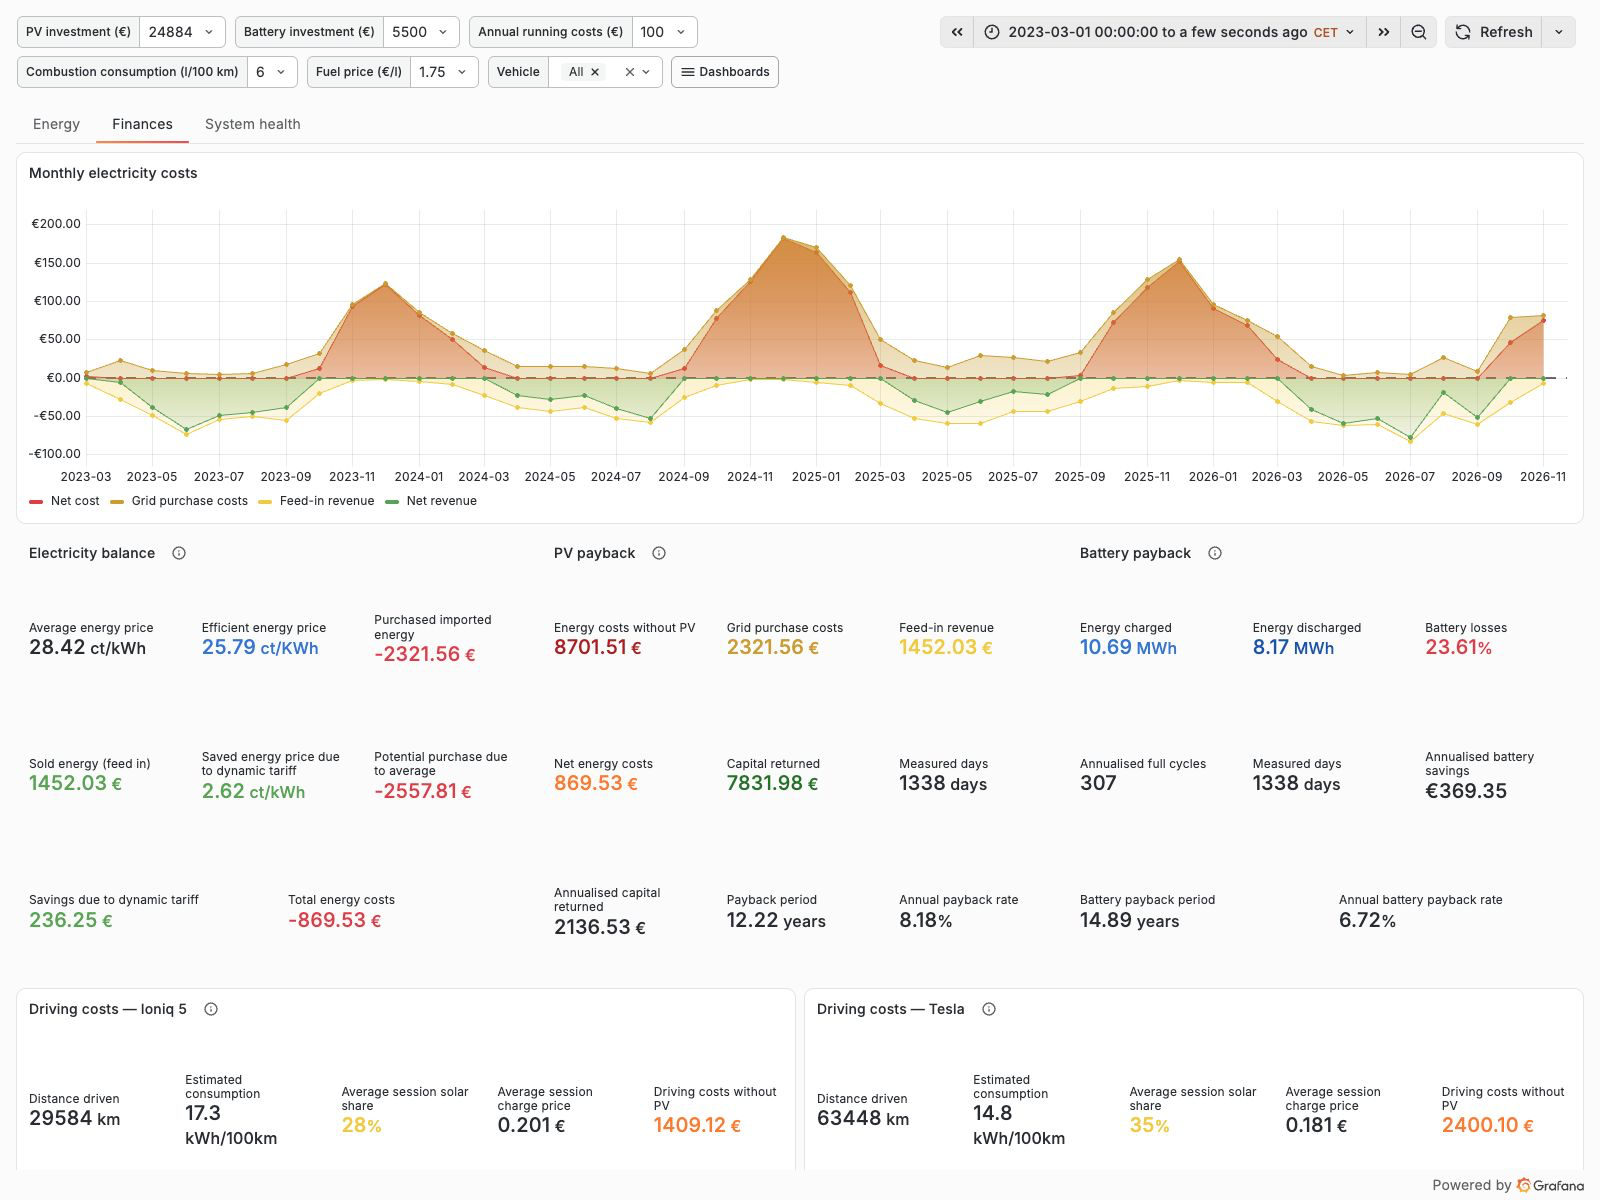 PV investment (€) 24884 Battery investment (€) 5500 Annual running costs (€) 100 2023-03-01 00:00:00 to a few seconds ago CET Refresh
Combustion consumption (l/100 km) 6 Fuel price (€/l) 1.75 Vehicle All Dashboards
Energy Finances System health
Monthly electricity costs
€200.00
€150.00
€100.00
€50.00
€0.00
-€50.00
-€100.00
2023-03 2023-05 2023-07 2023-09 2023-11 2024-01 2024-03 2024-05 2024-07 2024-09 2024-11 2025-01 2025-03 2025-05 2025-07 2025-09 2025-11 2026-01 2026-03 2026-05 2026-07 2026-09 2026-11
Net cost Grid purchase costs Feed-in revenue Net revenue
Electricity balance
Average energy price
28.42 ct/kWh
Efficient energy price
25.79 ct/KWh
Purchased imported
energy
-2321.56 €
Sold energy (feed in)
1452.03 €
Saved energy price due
to dynamic tariff
2.62 ct/kWh
Potential purchase due
to average
-2557.81 €
Savings due to dynamic tariff
236.25 €
Total energy costs
-869.53 €
PV payback
Energy costs without PV
8701.51 €
Grid purchase costs
2321.56 €
Feed-in revenue
1452.03 €
Net energy costs
869.53 €
Capital returned
7831.98 €
Measured days
1338 days
Annualised capital
returned
2136.53 €
Payback period
12.22 years
Annual payback rate
8.18%
Battery payback
Energy charged
10.69 MWh
Energy discharged
8.17 MWh
Battery losses
23.61%
Annualised full cycles
307
Measured days
1338 days
Annualised battery
savings
€369.35
Battery payback period
14.89 years
Annual battery payback rate
6.72%
Driving costs — Ioniq 5
Distance driven
29584 km
Estimated
consumption
17.3
kWh/100km
Average session solar
share
28%
Average session
charge price
0.201 €
Driving costs without
PV
1409.12 €
Driving costs — Tesla
Distance driven
63448 km
Estimated
consumption
14.8
kWh/100km
Average session solar
share
35%
Average session
charge price
0.181 €
Driving costs without
PV
2400.10 €
Powered by Grafana